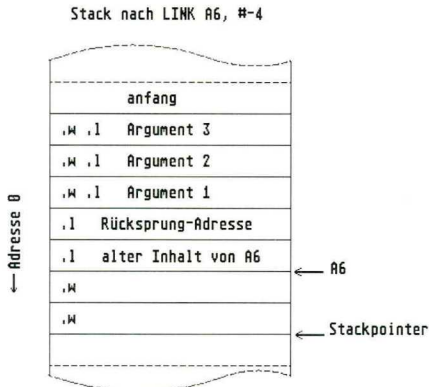 Stack nach LINK A6, #-4
anfang
.w .l Argument 3
.w .l Argument 2
.w .l Argument 1
.l Rücksprung-Adresse
.l alter Inhalt von A6
← A6
.w
.w
← Stackpointer
← Adresse 0